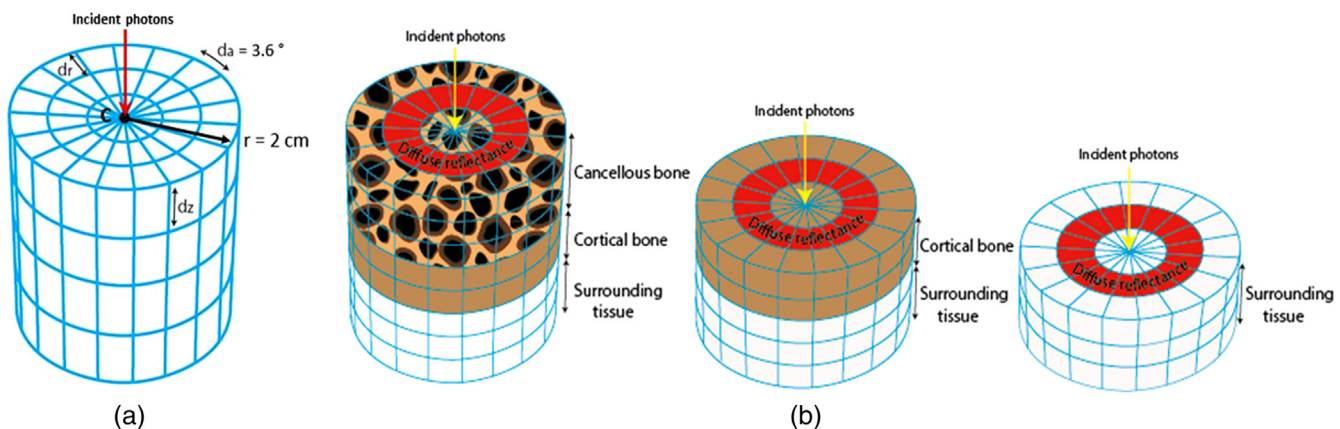 Incident photons
da = 3.6 °
dr
C
r = 2 cm
dz
(a)
Incident photons
Diffuse reflectance
Cancellous bone
Cortical bone
Surrounding
tissue
Incident photons
Diffuse reflectance
Cortical bone
Surrounding
tissue
(b)
Incident photons
Diffuse reflectance
Surrounding
tissue